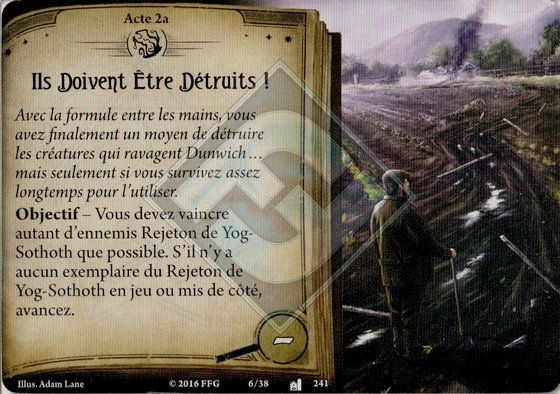 Acte 2a
Ils Doivent Être Détruits !
Avec la formule entre les mains, vous
avez finalement un moyen de détruire
les créatures qui ravagent Dunwich…
mais seulement si vous survivez assez
longtemps pour l'utiliser.
Objectif – Vous devez vaincre
autant d'ennemis Rejeton de Yog-
Sothoth que possible. S'il n'y a
aucun exemplaire du Rejeton de
Yog-Sothoth en jeu ou mis de côté,
avancez.
–
Illus. Adam Lane © 2016 FFG 6/38 241